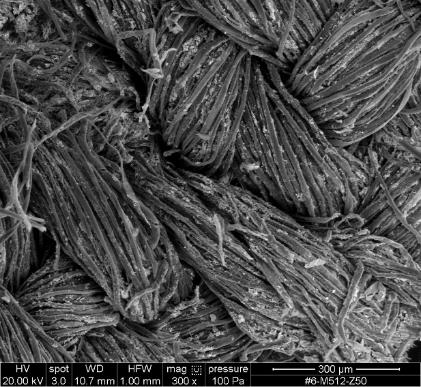 HV spot WD HFW mag pressure 300 µm
20.00 kV 3.0 10.7 mm 1.00 mm 300 x 100 Pa #6-M512-Z50